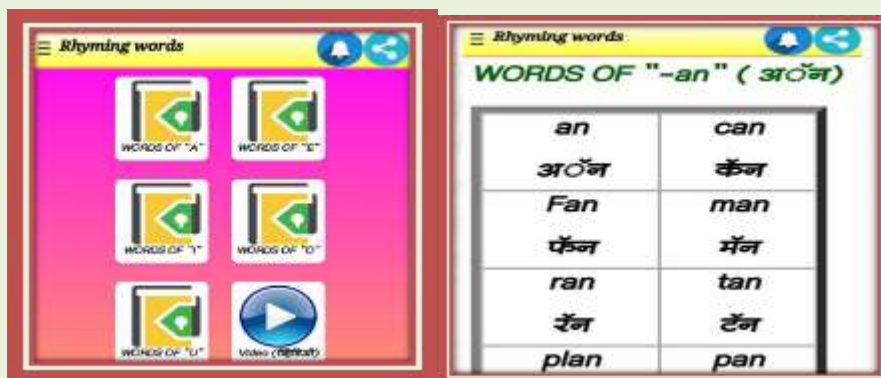 Rhyming words
WORDS OF "A" WORDS OF "E"
WORDS OF "I" WORDS OF "O"
WORDS OF "U" Video (व्हिडिओ)
Rhyming words
WORDS OF "-an" ( अॅन)
an can
अॅन कॅन
Fan man
फॅन मॅन
ran tan
रॅन टॅन
plan pan